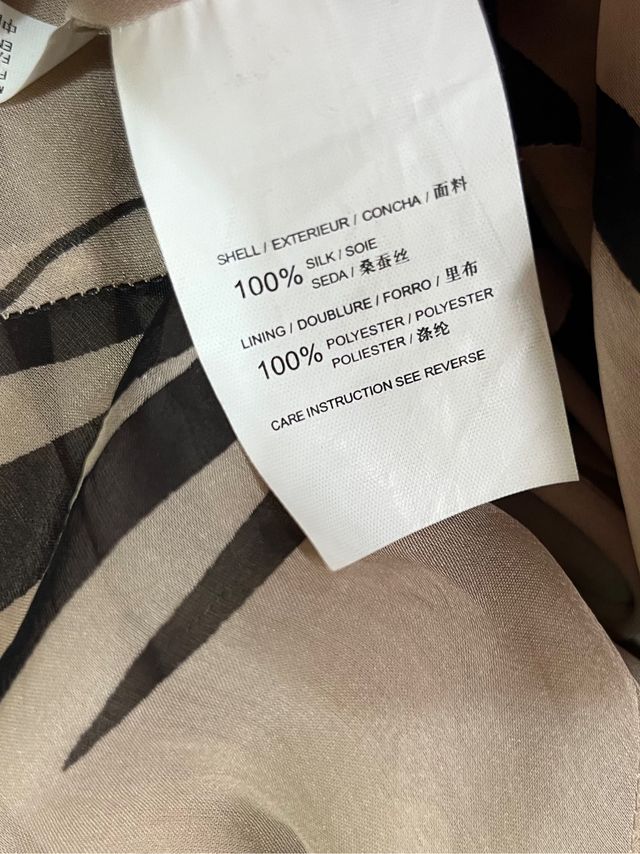 SHELL / EXTERIEUR / CONCHA / 面料
100% SILK / SOIE
SEDA / 桑蚕丝
LINING / DOUBLURE / FORRO / 里布
100% POLYESTER / POLYESTER
POLIESTER / 涤纶
CARE INSTRUCTION SEE REVERSE